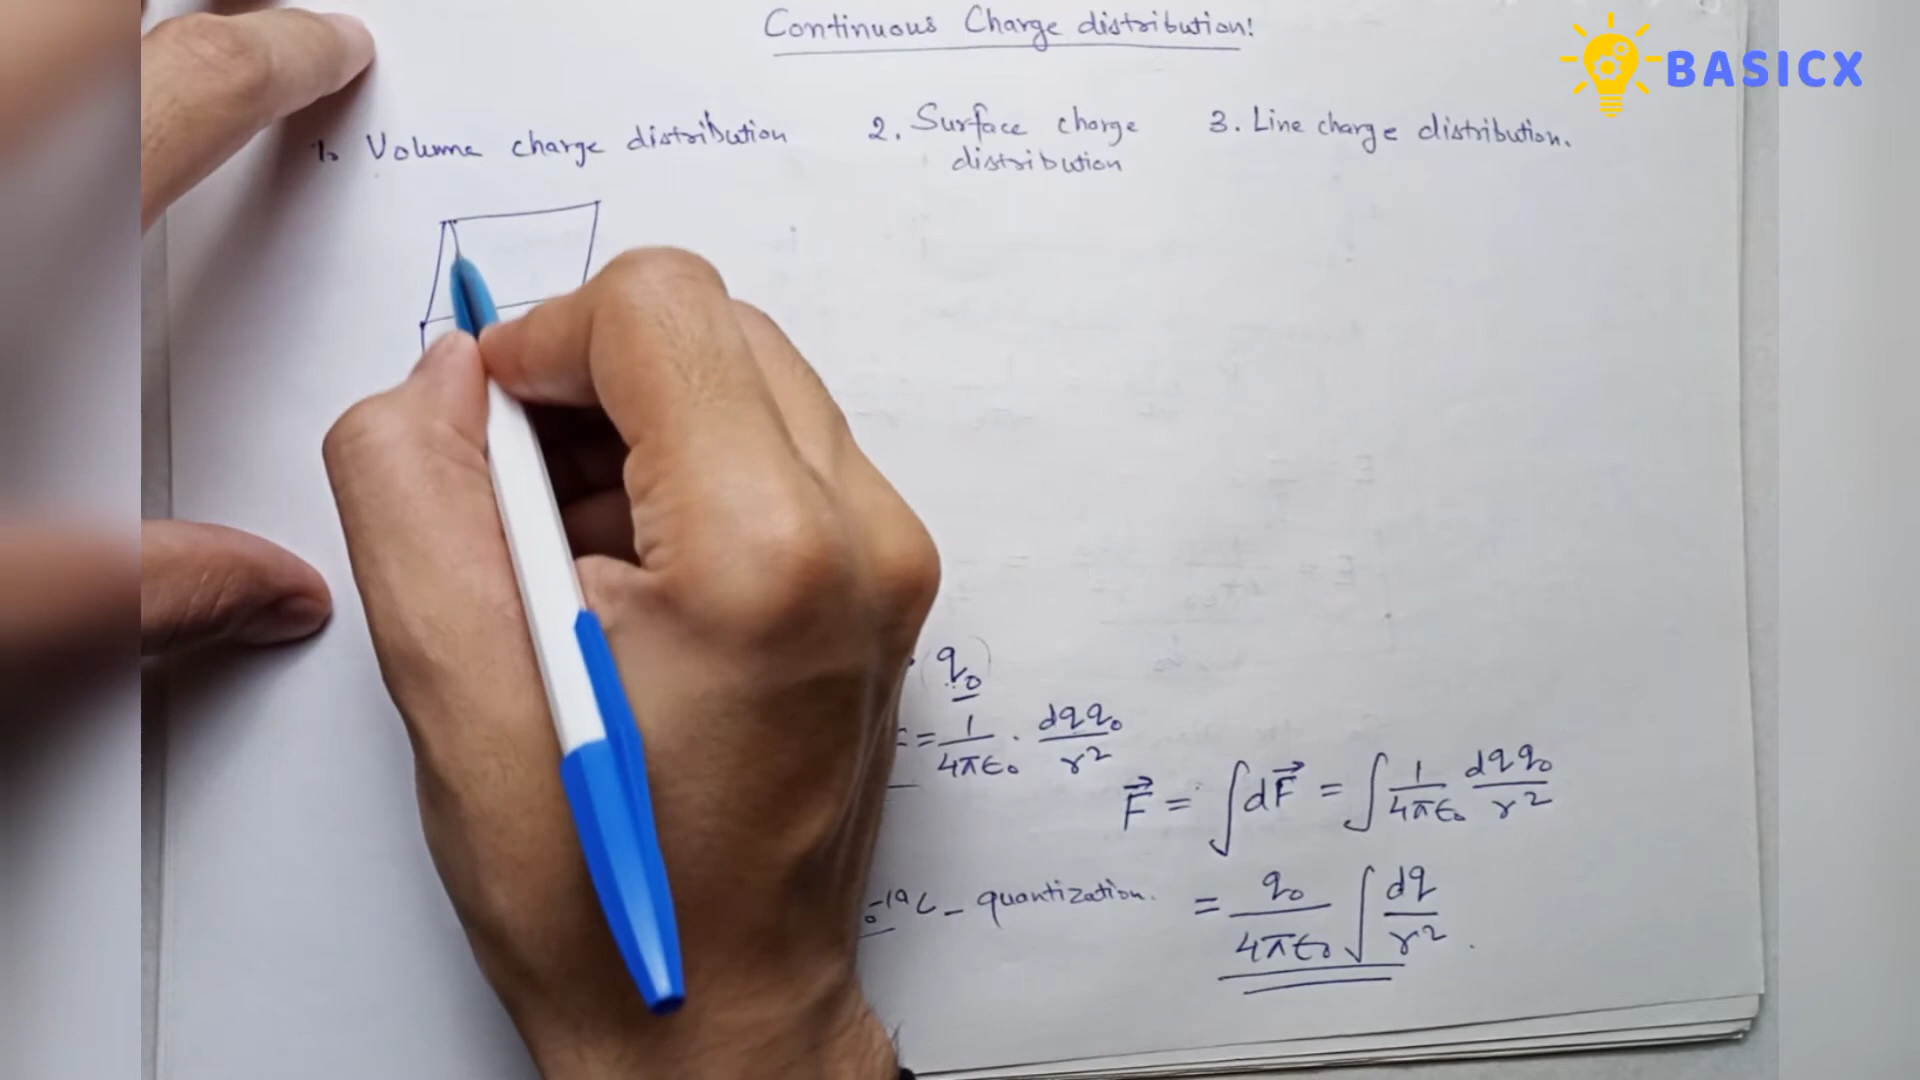 Continuous Charge distribution!
BASICX
1. Volume charge distribution
2. Surface charge
distribution
3. Line charge distribution.
q₀
= 1/4πε₀ · dqq₀/r²
F⃗ = ∫dF⃗ = ∫ 1/4πε₀ dqq₀/r²
⁻¹⁹C - quantization.
= q₀/4πε₀ ∫ dq/r².